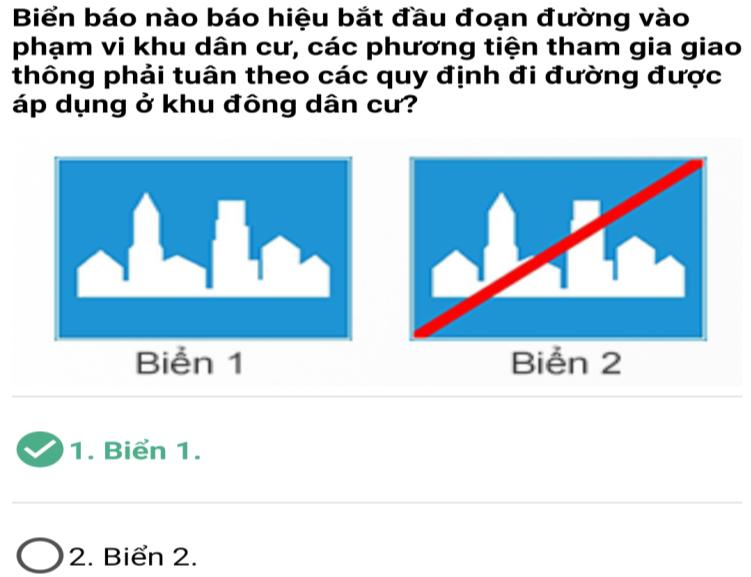 Biển báo nào báo hiệu bắt đầu đoạn đường vào
phạm vi khu dân cư, các phương tiện tham gia giao
thông phải tuân theo các quy định đi đường được
áp dụng ở khu đông dân cư?
Biển 1
Biển 2
1. Biển 1.
2. Biển 2.